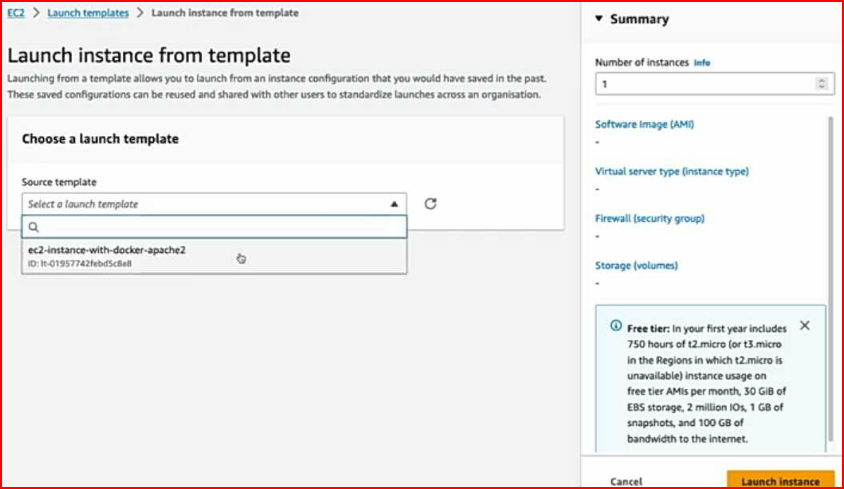 EC2 > Launch templates > Launch instance from template
Launch instance from template
Launching from a template allows you to launch from an instance configuration that you would have saved in the past.
These saved configurations can be reused and shared with other users to standardize launches across an organisation.
Choose a launch template
Source template
Select a launch template
ec2-instance-with-docker-apache2
ID: lt-01957742febd5c8e8
Summary
Number of instances Info
1
Software Image (AMI)
-
Virtual server type (instance type)
-
Firewall (security group)
-
Storage (volumes)
-
Free tier: In your first year includes
750 hours of t2.micro (or t3.micro
in the Regions in which t2.micro is
unavailable) instance usage on
free tier AMIs per month, 30 GiB of
EBS storage, 2 million IOs, 1 GB of
snapshots, and 100 GB of
bandwidth to the internet.
Cancel
Launch instance